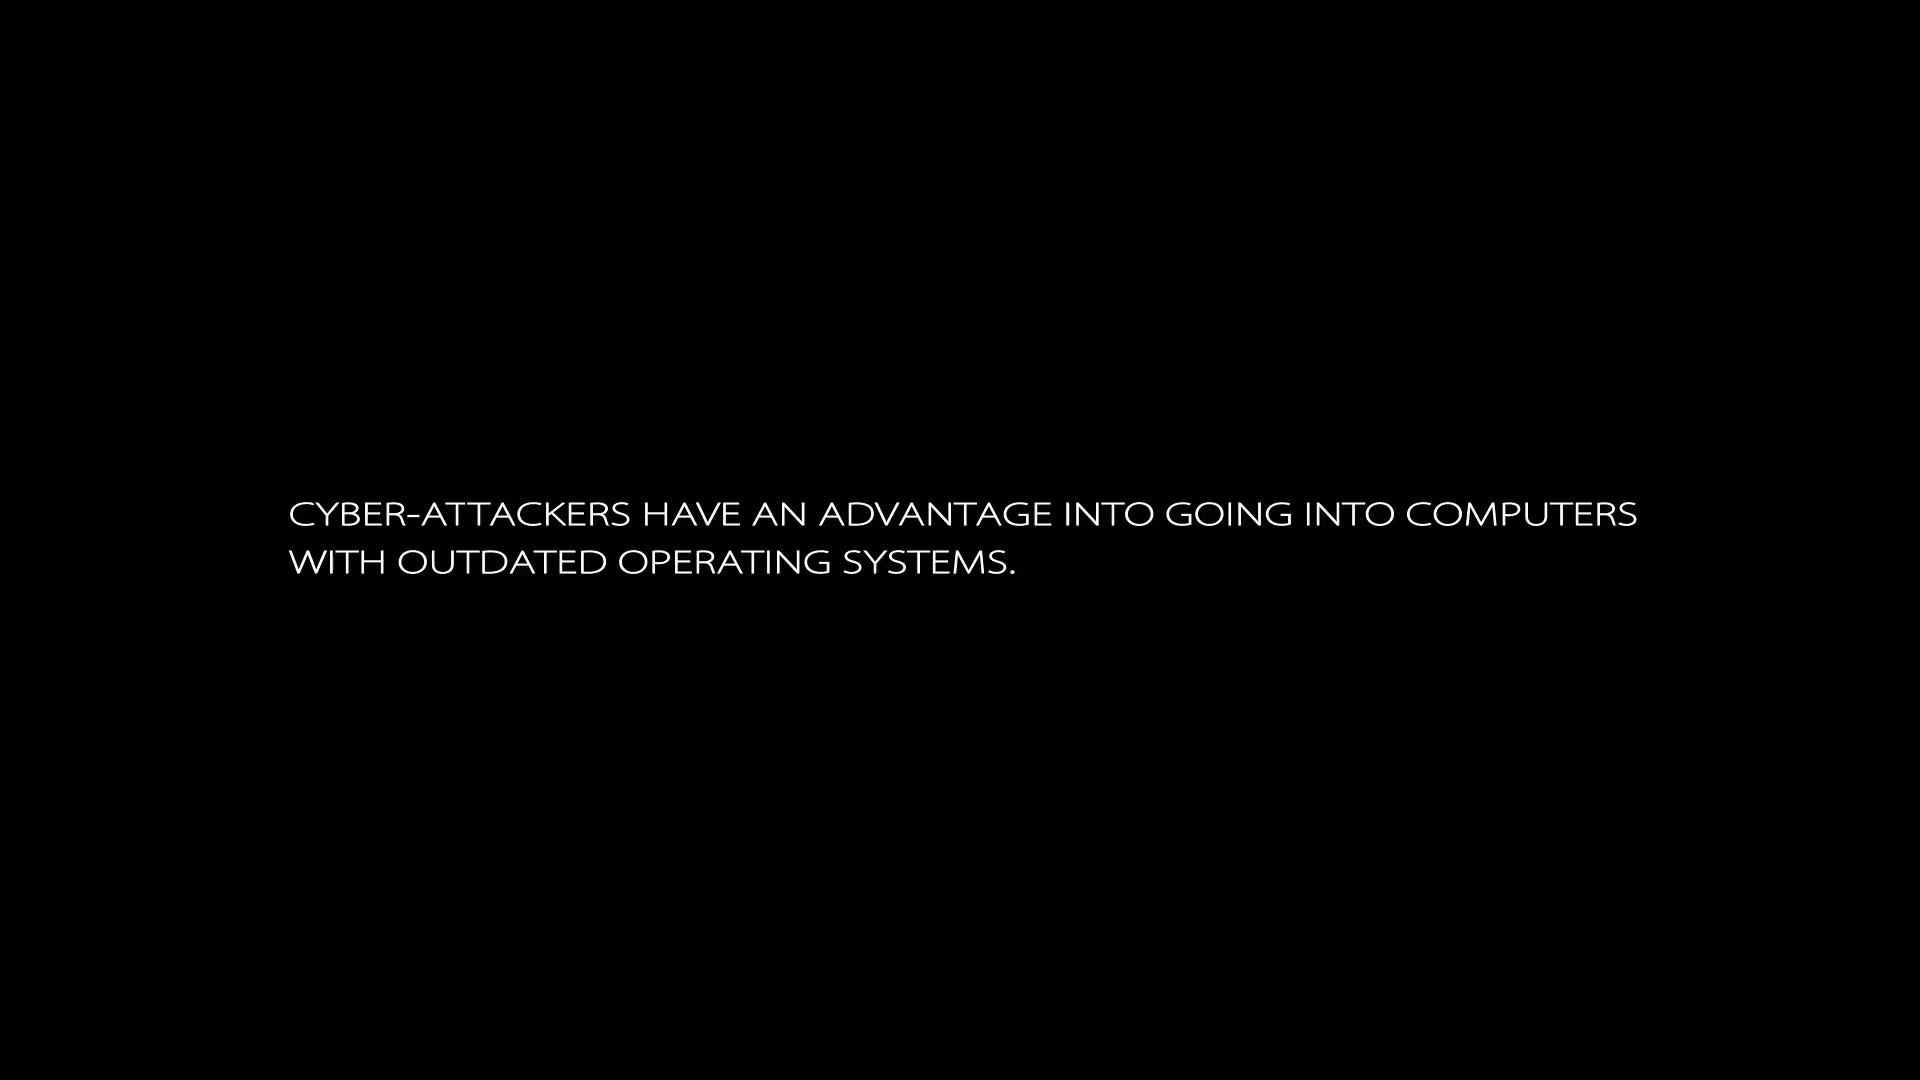 CYBER-ATTACKERS HAVE AN ADVANTAGE INTO GOING INTO COMPUTERS
WITH OUTDATED OPERATING SYSTEMS.